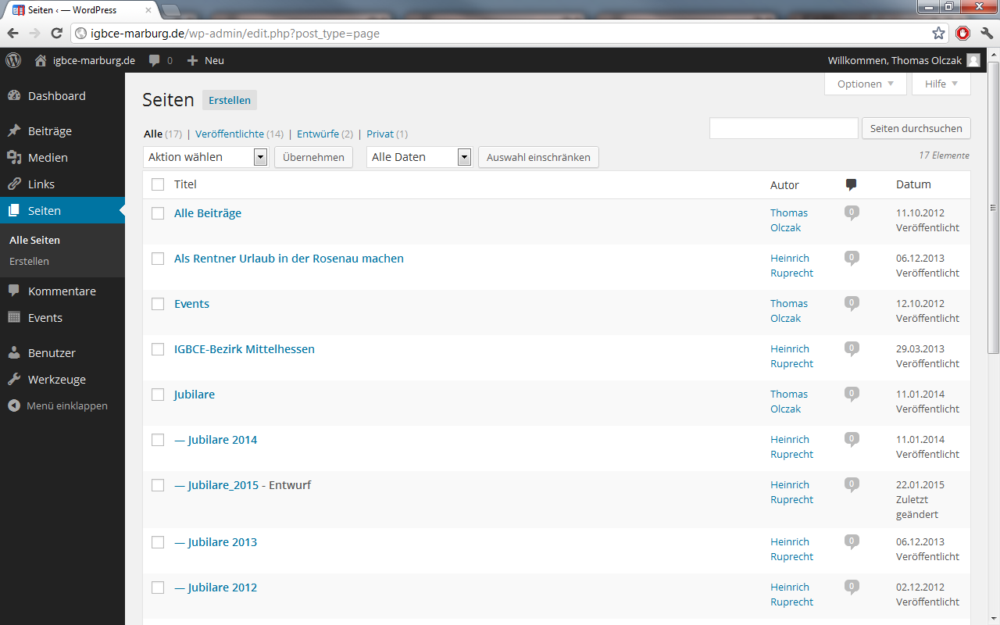 Seiten ‹ — WordPress
igbce-marburg.de/wp-admin/edit.php?post_type=page
igbce-marburg.de 0 Neu Willkommen, Thomas Olczak
Optionen Hilfe
Dashboard
Beiträge
Medien
Links
Seiten
Alle Seiten
Erstellen
Kommentare
Events
Benutzer
Werkzeuge
Menü einklappen
Seiten Erstellen
Alle (17) | Veröffentlichte (14) | Entwürfe (2) | Privat (1)
Seiten durchsuchen
Aktion wählen Übernehmen Alle Daten Auswahl einschränken
17 Elemente
Titel Autor Datum
Alle Beiträge Thomas 0 11.10.2012
Olczak Veröffentlicht
Als Rentner Urlaub in der Rosenau machen Heinrich 0 06.12.2013
Ruprecht Veröffentlicht
Events Thomas 0 12.10.2012
Olczak Veröffentlicht
IGBCE-Bezirk Mittelhessen Heinrich 0 29.03.2013
Ruprecht Veröffentlicht
Jubilare Thomas 0 11.01.2014
Olczak Veröffentlicht
— Jubilare 2014 Heinrich 0 11.01.2014
Ruprecht Veröffentlicht
— Jubilare_2015 - Entwurf Heinrich 0 22.01.2015
Ruprecht Zuletzt
geändert
— Jubilare 2013 Heinrich 0 06.12.2013
Ruprecht Veröffentlicht
— Jubilare 2012 Heinrich 0 02.12.2012
Ruprecht Veröffentlicht